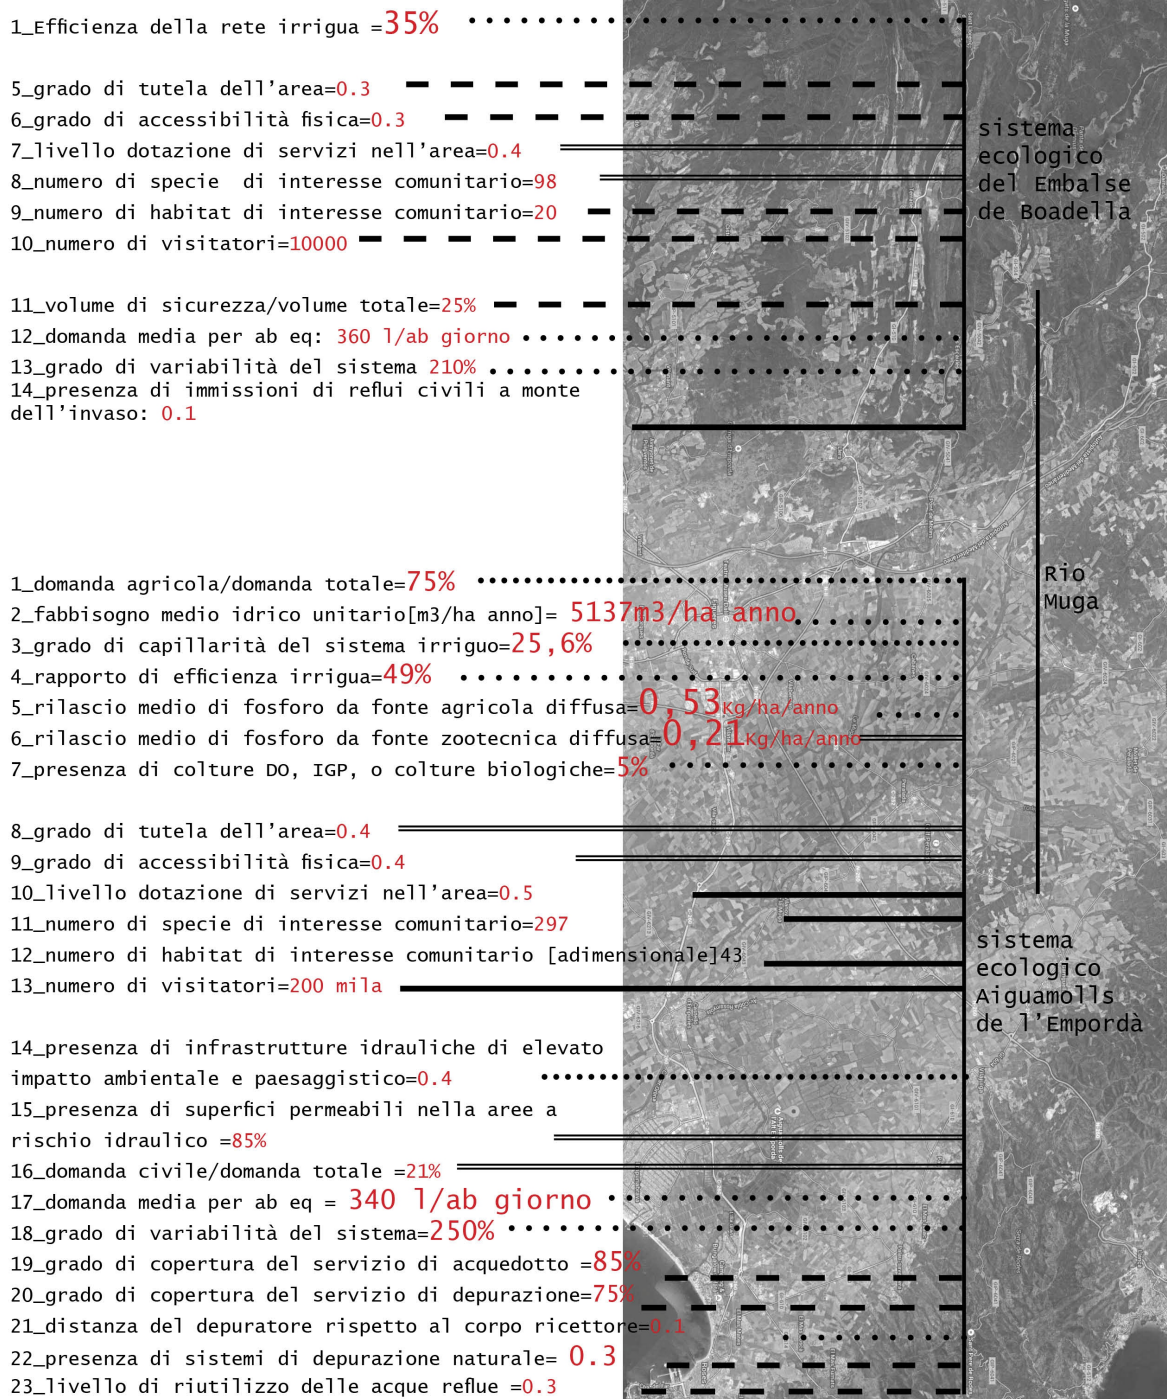 1_Efficienza della rete irrigua =35%
5_grado di tutela dell'area=0.3
6_grado di accessibilità fisica=0.3
7_livello dotazione di servizi nell'area=0.4
8_numero di specie  di interesse comunitario=98
9_numero di habitat di interesse comunitario=20
10_numero di visitatori=10000
11_volume di sicurezza/volume totale=25%
12_domanda media per ab eq: 360 l/ab giorno
13_grado di variabilità del sistema 210%
14_presenza di immissioni di reflui civili a monte
dell'invaso: 0.1
sistema
ecologico
del Embalse
de Boadella
Rio
Muga
1_domanda agricola/domanda totale=75%
2_fabbisogno medio idrico unitario[m3/ha anno]= 5137m3/ha anno
3_grado di capillarità del sistema irriguo=25,6%
4_rapporto di efficienza irrigua=49%
5_rilascio medio di fosforo da fonte agricola diffusa=0,53Kg/ha/anno
6_rilascio medio di fosforo da fonte zootecnica diffusa=0,21Kg/ha/anno
7_presenza di colture DO, IGP, o colture biologiche=5%
8_grado di tutela dell'area=0.4
9_grado di accessibilità fisica=0.4
10_livello dotazione di servizi nell'area=0.5
11_numero di specie di interesse comunitario=297
12_numero di habitat di interesse comunitario [adimensionale]43
13_numero di visitatori=200 mila
sistema
ecologico
Aiguamolls
de l'Empordà
14_presenza di infrastrutture idrauliche di elevato
impatto ambientale e paesaggistico=0.4
15_presenza di superfici permeabili nella aree a
rischio idraulico =85%
16_domanda civile/domanda totale =21%
17_domanda media per ab eq = 340 l/ab giorno
18_grado di variabilità del sistema=250%
19_grado di copertura del servizio di acquedotto =85%
20_grado di copertura del servizio di depurazione=75%
21_distanza del depuratore rispetto al corpo ricettore=0.1
22_presenza di sistemi di depurazione naturale= 0.3
23_livello di riutilizzo delle acque reflue =0.3